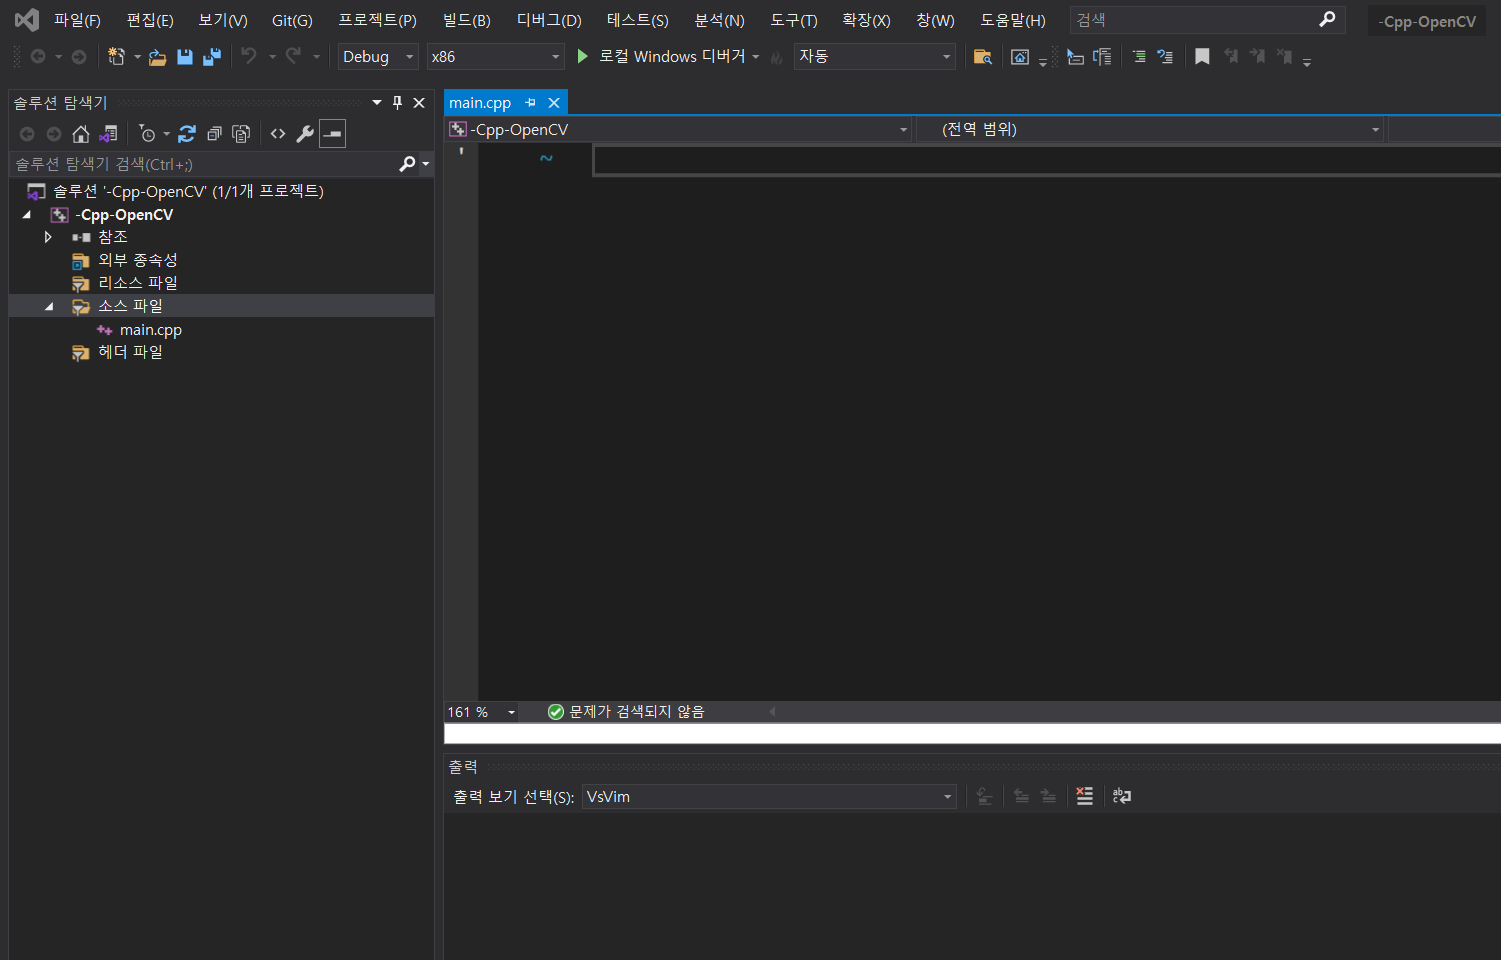 파일(F) 편집(E) 보기(V) Git(G) 프로젝트(P) 빌드(B) 디버그(D) 테스트(S) 분석(N) 도구(T) 확장(X) 창(W) 도움말(H) 검색 -Cpp-OpenCV
Debug x86 로컬 Windows 디버거 자동
솔루션 탐색기
솔루션 탐색기 검색(Ctrl+;)
솔루션 '-Cpp-OpenCV' (1/1개 프로젝트)
-Cpp-OpenCV
참조
외부 종속성
리소스 파일
소스 파일
main.cpp
헤더 파일
main.cpp
-Cpp-OpenCV (전역 범위)
~
161 % 문제가 검색되지 않음
출력
출력 보기 선택(S): VsVim